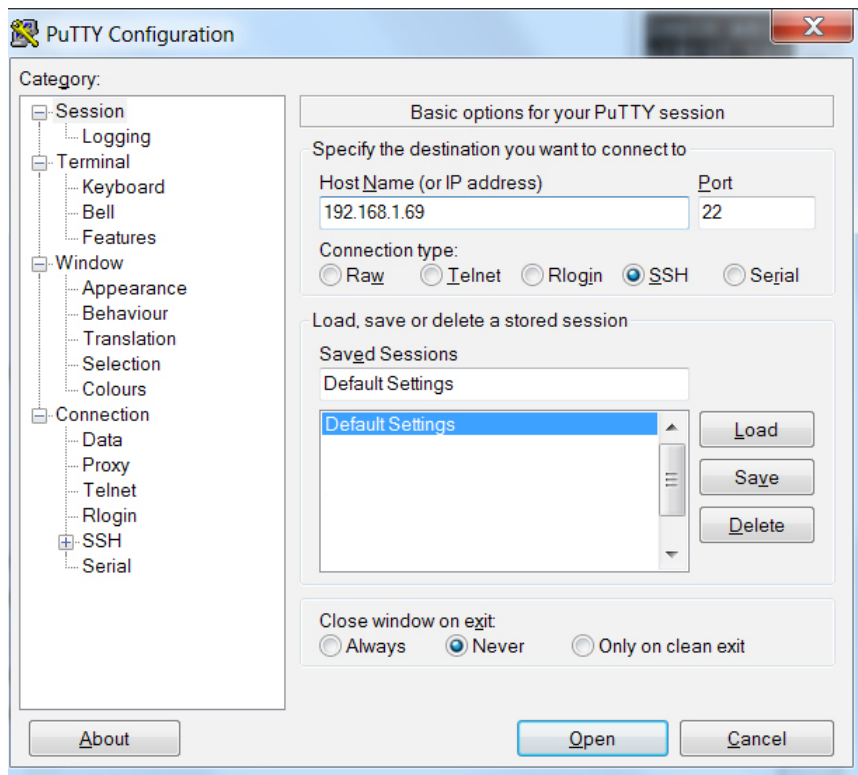 PuTTY Configuration
X
Category:
Session
Logging
Terminal
Keyboard
Bell
Features
Window
Appearance
Behaviour
Translation
Selection
Colours
Connection
Data
Proxy
Telnet
Rlogin
SSH
Serial
Basic options for your PuTTY session
Specify the destination you want to connect to
Host Name (or IP address) Port
192.168.1.69 22
Connection type:
Raw Telnet Rlogin SSH Serial
Load, save or delete a stored session
Saved Sessions
Default Settings
Default Settings
Load
Save
Delete
Close window on exit:
Always Never Only on clean exit
About Open Cancel